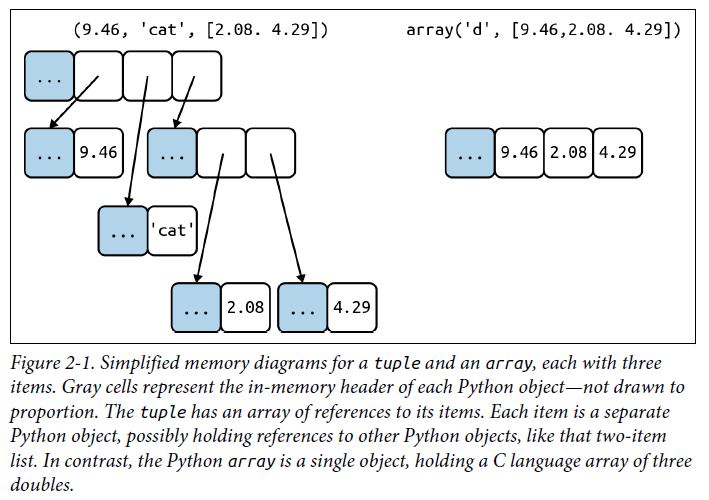 (9.46, 'cat', [2.08. 4.29]) array('d', [9.46,2.08. 4.29])
...
... 9.46 ... ... 9.46 2.08 4.29
... 'cat'
... 2.08 ... 4.29
Figure 2-1. Simplified memory diagrams for a tuple and an array, each with three
items. Gray cells represent the in-memory header of each Python object—not drawn to
proportion. The tuple has an array of references to its items. Each item is a separate
Python object, possibly holding references to other Python objects, like that two-item
list. In contrast, the Python array is a single object, holding a C language array of three
doubles.